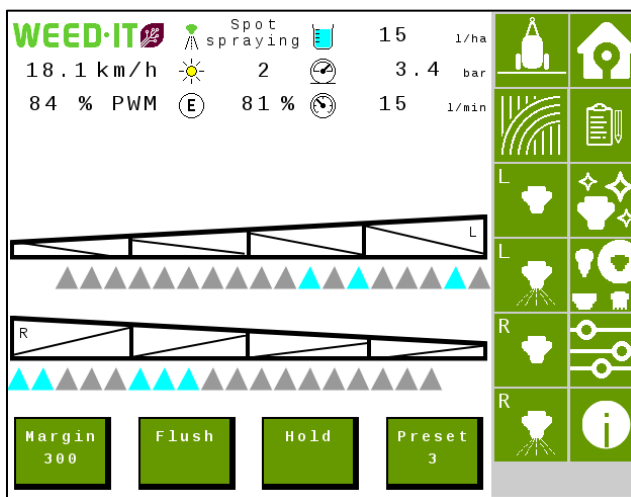 WEED-IT Spot spraying 15 l/ha
18.1 km/h 2 3.4 bar
84 % PWM E 81 % 15 l/min
L
R
L
L
R
R
Margin 300
Flush
Hold
Preset 3